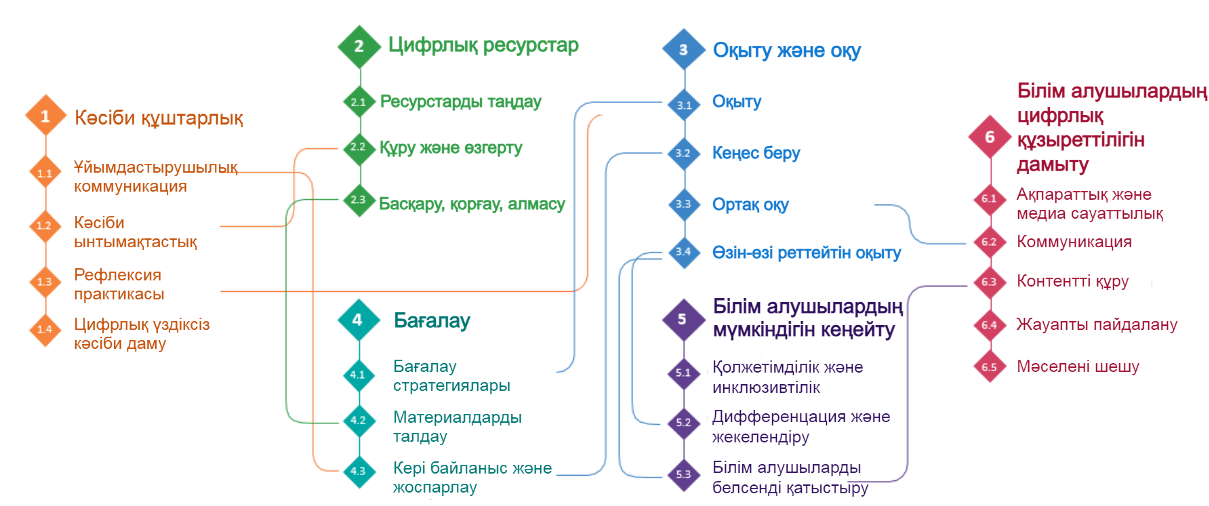 1
Кәсіби құштарлық
1.1
Ұйымдастырушылық
коммуникация
1.2
Кәсіби
ынтымақтастық
1.3
Рефлексия
практикасы
1.4
Цифрлық үздіксіз
кәсіби даму
2
Цифрлық ресурстар
2.1
Ресурстарды таңдау
2.2
Құру және өзгерту
2.3
Басқару, қорғау, алмасу
3
Оқыту және оқу
3.1
Оқыту
3.2
Кеңес беру
3.3
Ортақ оқу
3.4
Өзін-өзі реттейтін оқыту
4
Бағалау
4.1
Бағалау
стратегиялары
4.2
Материалдарды
талдау
4.3
Кері байланыс және
жоспарлау
5
Білім алушылардың
мүмкіндігін кеңейту
5.1
Қолжетімділік және
инклюзивтілік
5.2
Дифференцация және
жекелендіру
5.3
Білім алушыларды
белсенді қатыстыру
6
Білім алушылардың
цифрлық
құзыреттілігін
дамыту
6.1
Ақпараттық және
медиа сауаттылық
6.2
Коммуникация
6.3
Контентті құру
6.4
Жауапты пайдалану
6.5
Мәселені шешу